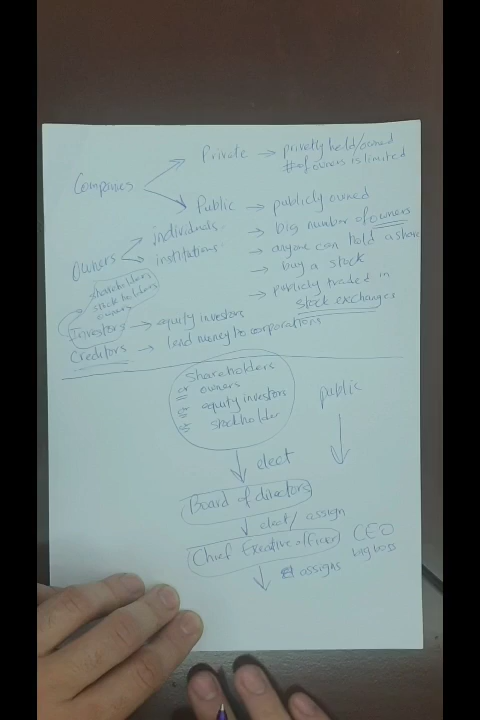 Companies
Private → privetly held/owned
# of owners is limited
Public → publicly owned
→ big number of owners
→ anyone can hold a share
→ buy a stock
→ publicly traded in
stock exchanges
Owners
individuals
institutions
shareholders
stock holders
owners
Investors → equity investors
Creditors → lend money to corporations
shareholders
or owners
or equity investors
or stockholder
public
elect
Board of directors
elect/ assign
Chief Executive officer CEO
big boss
assigns